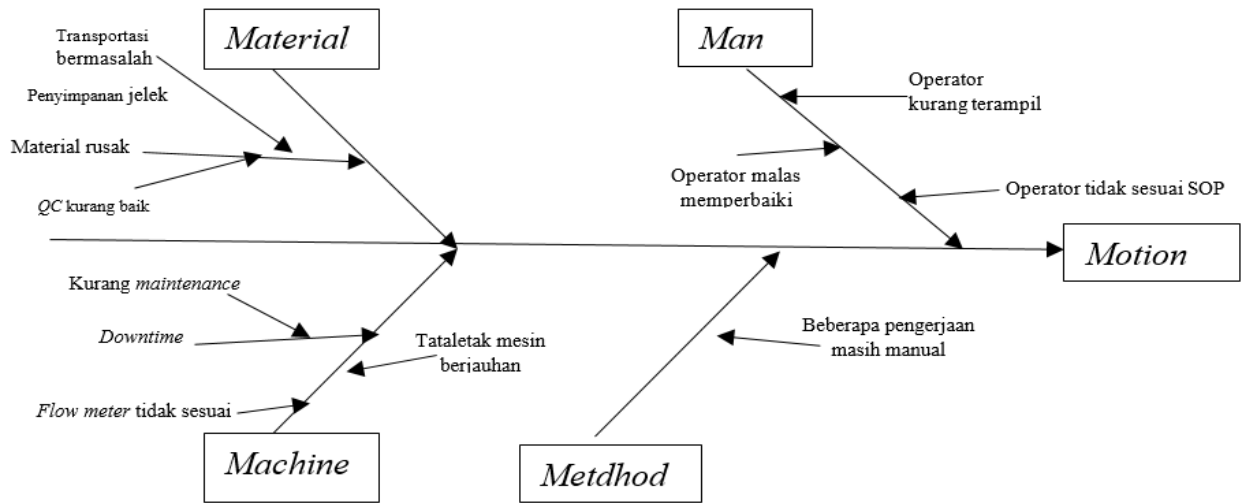 Material
Man
Transportasi
bermasalah
Penyimpanan jelek
Material rusak
QC kurang baik
Operator
kurang terampil
Operator malas
memperbaiki
Operator tidak sesuai SOP
Motion
Kurang maintenance
Downtime
Tataletak mesin
berjauhan
Flow meter tidak sesuai
Beberapa pengerjaan
masih manual
Machine
Metdhod